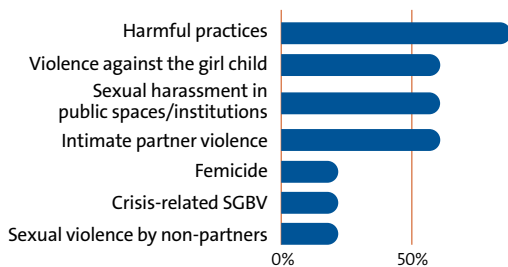 Harmful practices
Violence against the girl child
Sexual harassment in
public spaces/institutions
Intimate partner violence
Femicide
Crisis-related SGBV
Sexual violence by non-partners
0%
50%